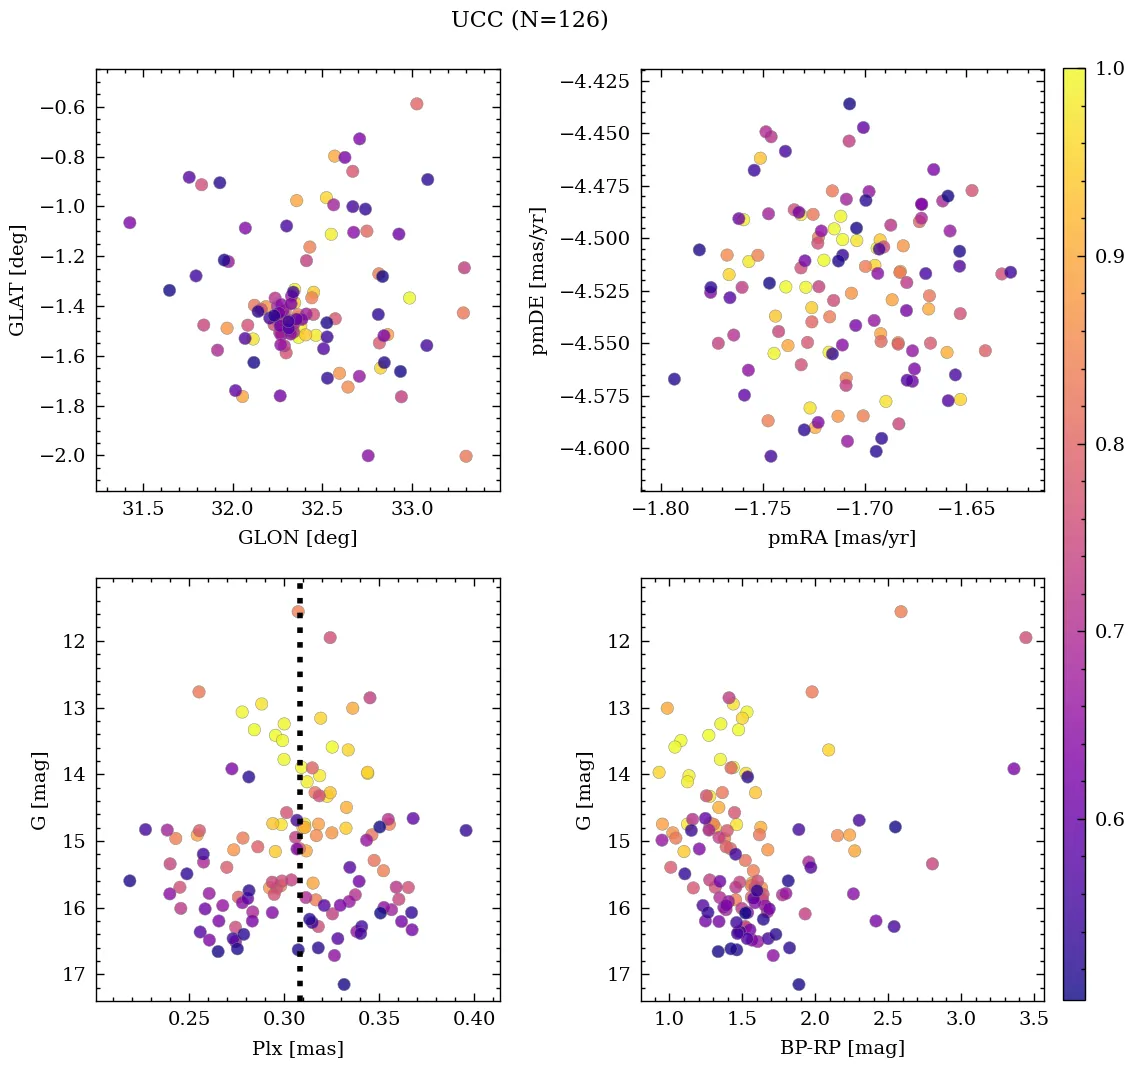 UCC (N=126)
−0.6
−0.8
−1.0
−1.2
−1.4
−1.6
−1.8
−2.0
GLAT [deg]
31.5 32.0 32.5 33.0
GLON [deg]
−4.425
−4.450
−4.475
−4.500
−4.525
−4.550
−4.575
−4.600
pmDE [mas/yr]
−1.80 −1.75 −1.70 −1.65
pmRA [mas/yr]
1.0
0.9
0.8
0.7
0.6
12
13
14
15
16
17
G [mag]
0.25 0.30 0.35 0.40
Plx [mas]
12
13
14
15
16
17
G [mag]
1.0 1.5 2.0 2.5 3.0 3.5
BP-RP [mag]